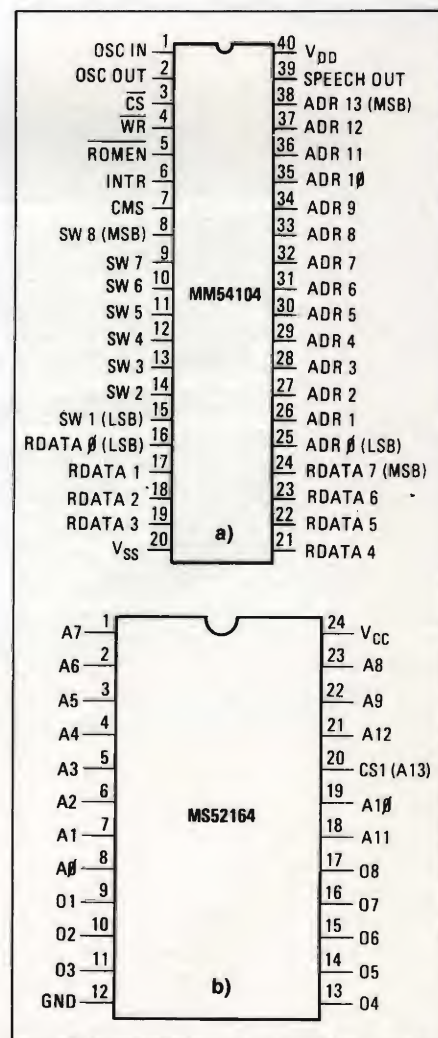 OSC IN 1 40 VDD
OSC OUT 2 39 SPEECH OUT
CS 3 38 ADR 13 (MSB)
WR 4 37 ADR 12
ROMEN 5 36 ADR 11
INTR 6 35 ADR 1Ø
CMS 7 34 ADR 9
SW 8 (MSB) 8 33 ADR 8
SW 7 9 32 ADR 7
SW 6 10 31 ADR 6
SW 5 11 MM54104 30 ADR 5
SW 4 12 29 ADR 4
SW 3 13 28 ADR 3
SW 2 14 27 ADR 2
SW 1 (LSB) 15 26 ADR 1
RDATA Ø (LSB) 16 25 ADR Ø (LSB)
RDATA 1 17 24 RDATA 7 (MSB)
RDATA 2 18 23 RDATA 6
RDATA 3 19 a) 22 RDATA 5
VSS 20 21 RDATA 4
A7 1 24 VCC
A6 2 23 A8
A5 3 22 A9
A4 4 21 A12
A3 5 20 CS1 (A13)
A2 6 19 A1Ø
A1 7 MS52164 18 A11
AØ 8 17 O8
O1 9 16 O7
O2 10 15 O6
O3 11 14 O5
GND 12 b) 13 O4